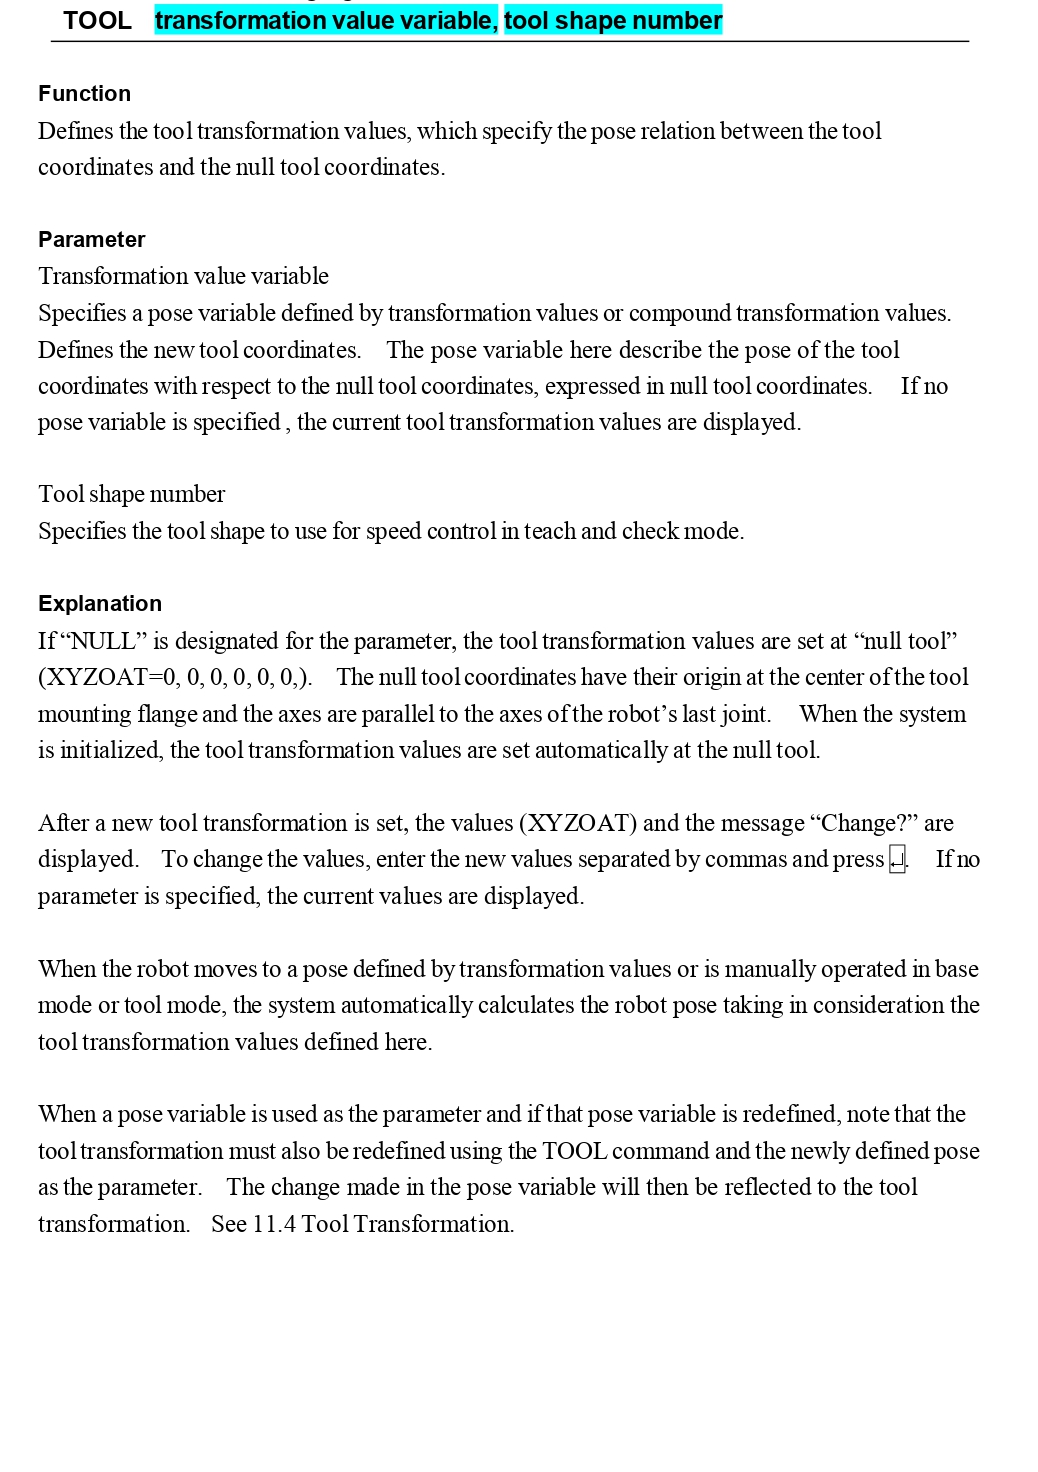 TOOL transformation value variable, tool shape number
Function
Defines the tool transformation values, which specify the pose relation between the tool
coordinates and the null tool coordinates.
Parameter
Transformation value variable
Specifies a pose variable defined by transformation values or compound transformation values.
Defines the new tool coordinates. The pose variable here describe the pose of the tool
coordinates with respect to the null tool coordinates, expressed in null tool coordinates. If no
pose variable is specified , the current tool transformation values are displayed.
Tool shape number
Specifies the tool shape to use for speed control in teach and check mode.
Explanation
If “NULL” is designated for the parameter, the tool transformation values are set at “null tool”
(XYZOAT=0, 0, 0, 0, 0, 0,). The null tool coordinates have their origin at the center of the tool
mounting flange and the axes are parallel to the axes of the robot’s last joint. When the system
is initialized, the tool transformation values are set automatically at the null tool.
After a new tool transformation is set, the values (XYZOAT) and the message “Change?” are
displayed. To change the values, enter the new values separated by commas and press ↵. If no
parameter is specified, the current values are displayed.
When the robot moves to a pose defined by transformation values or is manually operated in base
mode or tool mode, the system automatically calculates the robot pose taking in consideration the
tool transformation values defined here.
When a pose variable is used as the parameter and if that pose variable is redefined, note that the
tool transformation must also be redefined using the TOOL command and the newly defined pose
as the parameter. The change made in the pose variable will then be reflected to the tool
transformation. See 11.4 Tool Transformation.